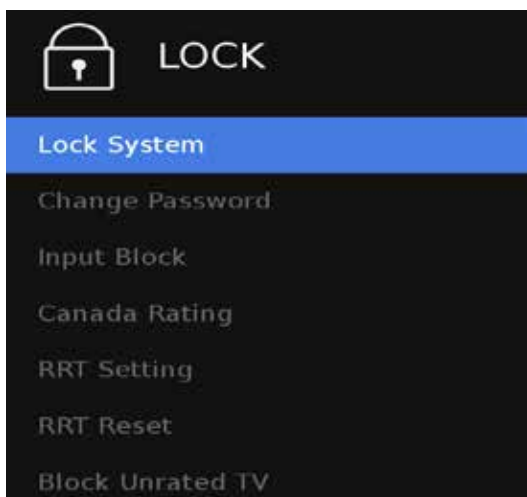 LOCK
Lock System
Change Password
Input Block
Canada Rating
RRT Setting
RRT Reset
Block Unrated TV